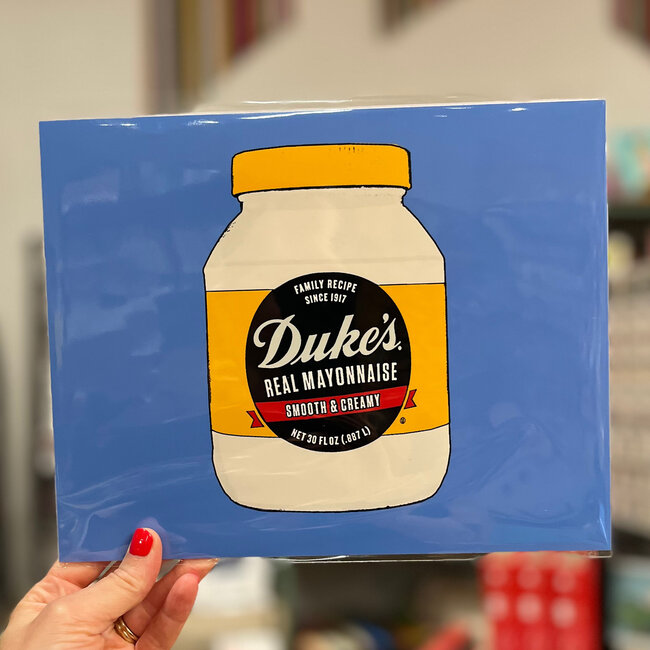 FAMILY RECIPE
SINCE 1917
Duke's
REAL MAYONNAISE
SMOOTH & CREAMY
NET 30 FL OZ (.887 L)